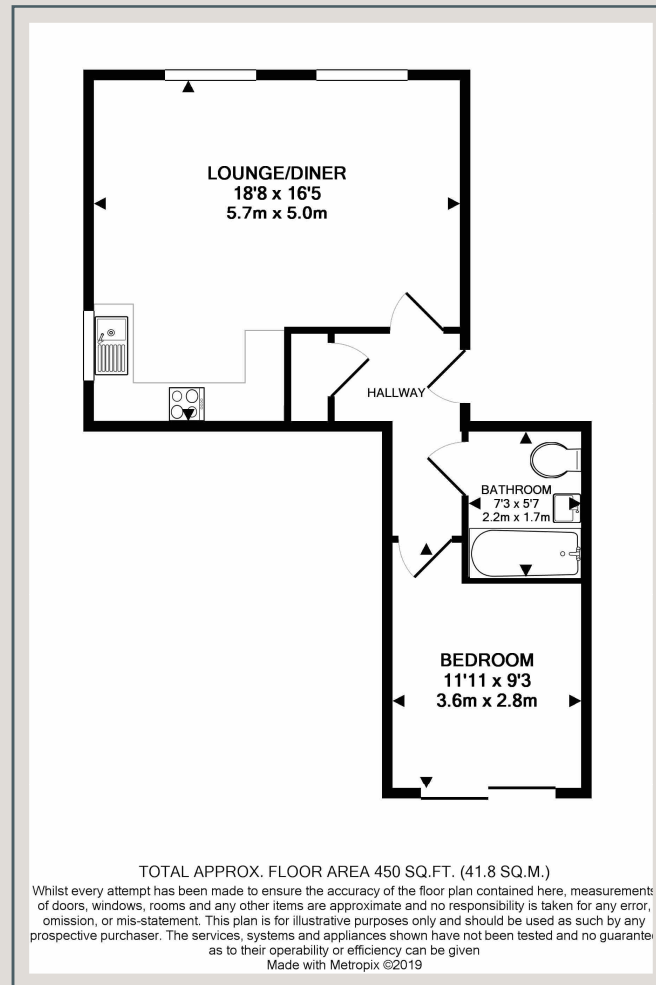 LOUNGE/DINER
18'8 x 16'5
5.7m x 5.0m
HALLWAY
BATHROOM
7'3 x 5'7
2.2m x 1.7m
BEDROOM
11'11 x 9'3
3.6m x 2.8m
TOTAL APPROX. FLOOR AREA 450 SQ.FT. (41.8 SQ.M.)
Whilst every attempt has been made to ensure the accuracy of the floor plan contained here, measurements
of doors, windows, rooms and any other items are approximate and no responsibility is taken for any error,
omission, or mis-statement. This plan is for illustrative purposes only and should be used as such by any
prospective purchaser. The services, systems and appliances shown have not been tested and no guarantee
as to their operability or efficiency can be given
Made with Metropix ©2019